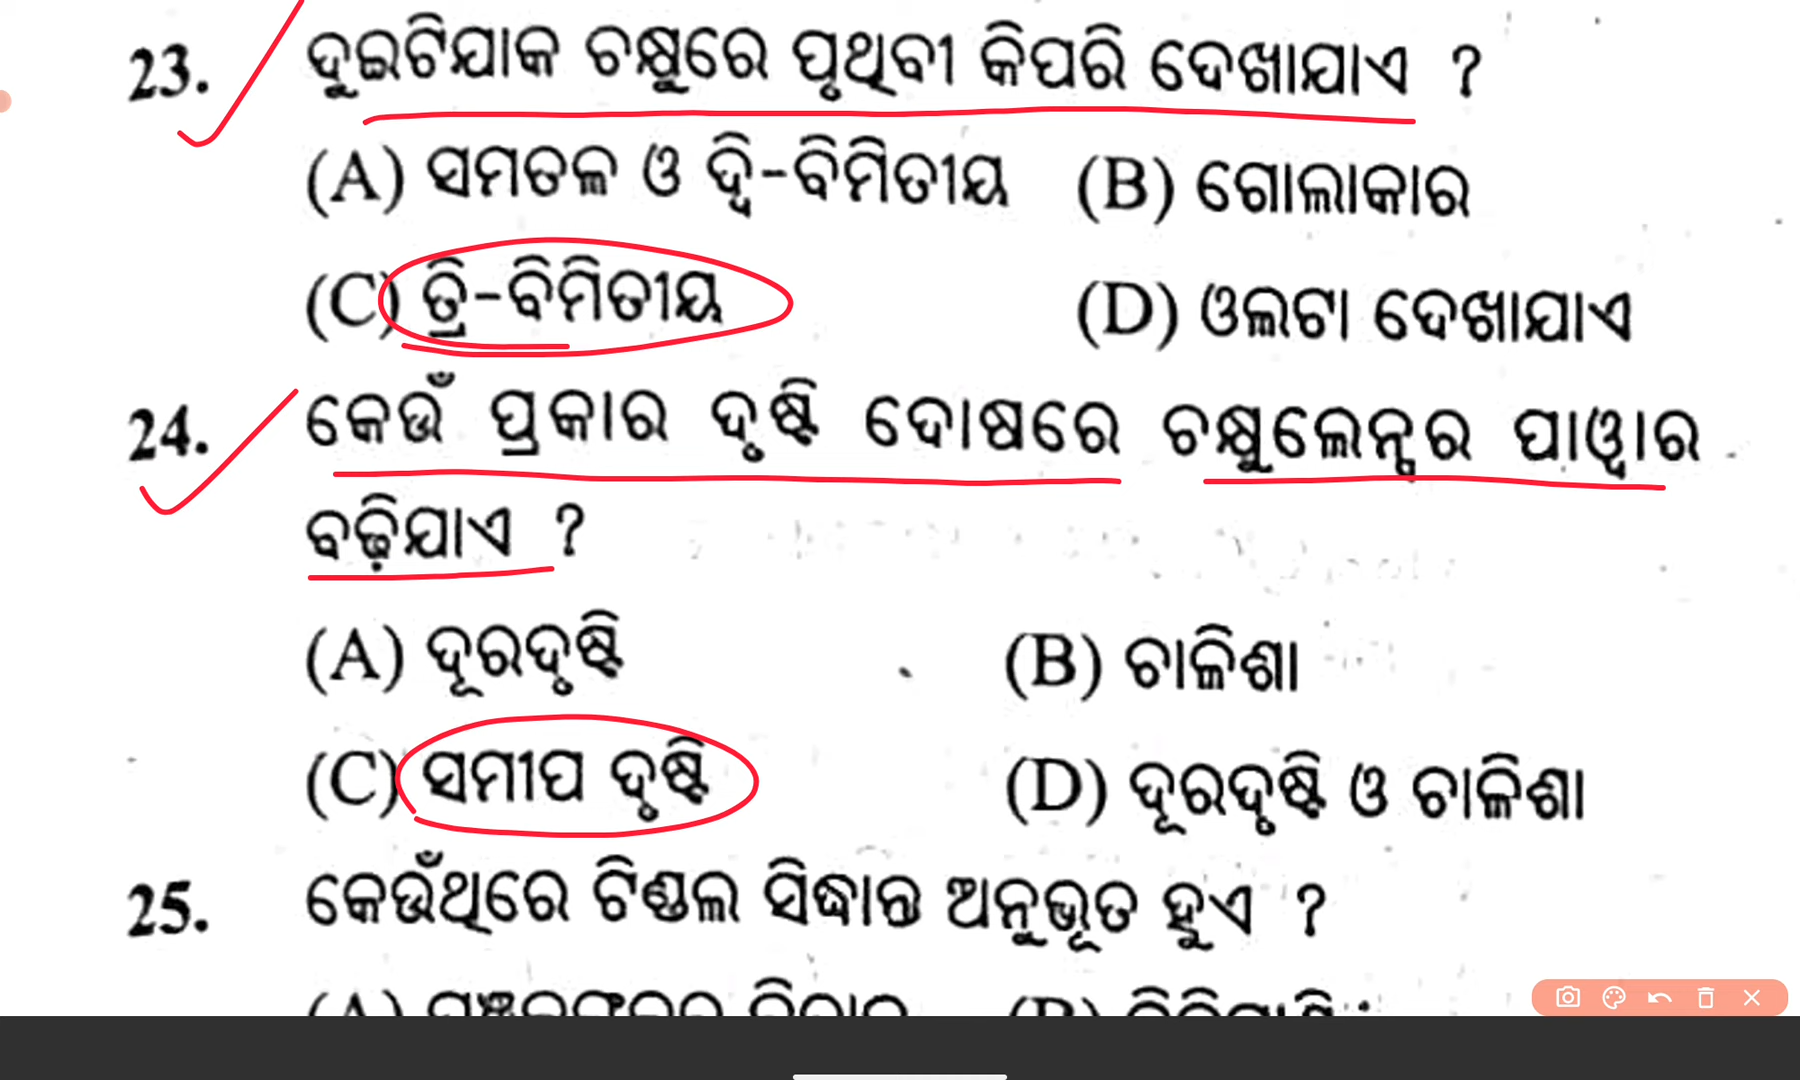 23. ଦୁଇଟିଯାକ ଚକ୍ଷୁରେ ପୃଥିବୀ କିପରି ଦେଖାଯାଏ ?
(A) ସମତଳ ଓ ଦ୍ୱି-ବିମିତୀୟ (B) ଗୋଲାକାର
(C) ତ୍ରି-ବିମିତୀୟ (D) ଓଲଟା ଦେଖାଯାଏ
24. କେଉଁ ପ୍ରକାର ଦୃଷ୍ଟି ଦୋଷରେ ଚକ୍ଷୁଲେନ୍ସର ପାୱାର
ବଢ଼ିଯାଏ ?
(A) ଦୂରଦୃଷ୍ଟି (B) ଚାଳିଶା
(C) ସମୀପ ଦୃଷ୍ଟି (D) ଦୂରଦୃଷ୍ଟି ଓ ଚାଳିଶା
25. କେଉଁଥିରେ ଟିଣ୍ଡଲ ସିଦ୍ଧାନ୍ତ ଅନୁଭୂତ ହୁଏ ?
(A) (B)